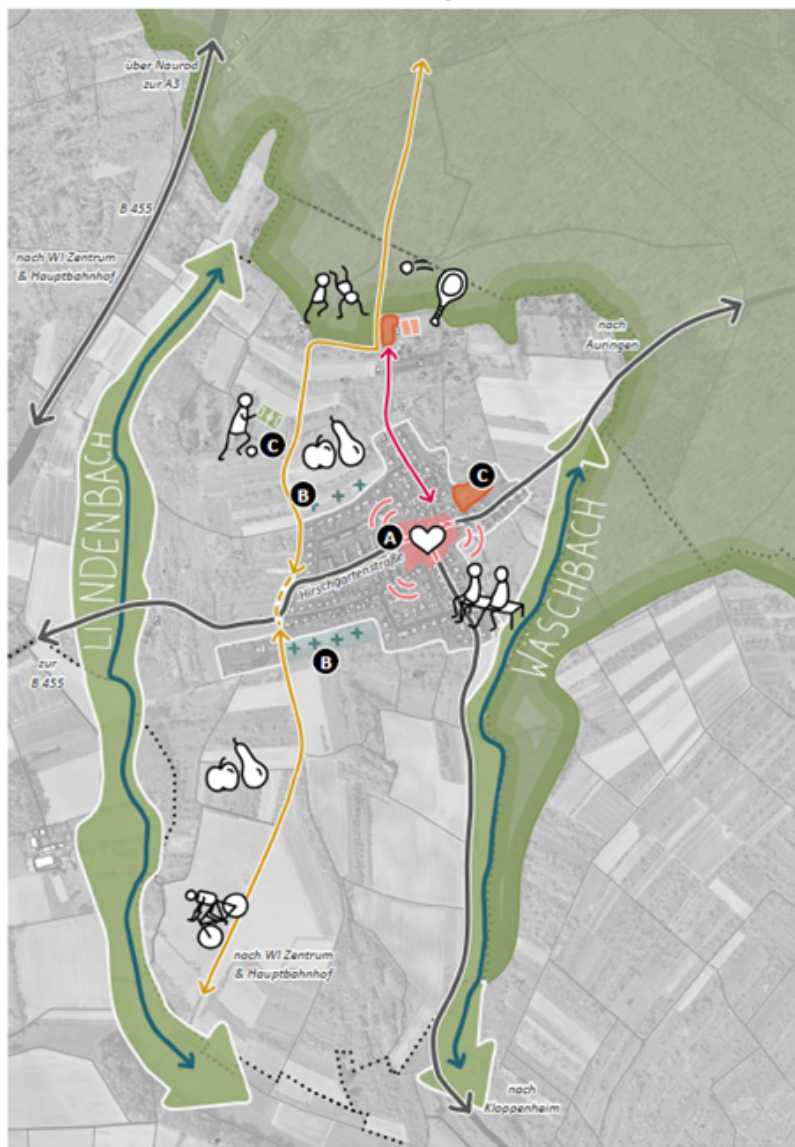 über Naurod
zur A3
B 455
nach WI Zentrum
& Hauptbahnhof
nach
Auringen
C
C
B
A
Hirschgartenstraße
LINDENBACH
WÄSCHBACH
zur
B 455
B
nach WI Zentrum
& Hauptbahnhof
nach
Kloppenheim